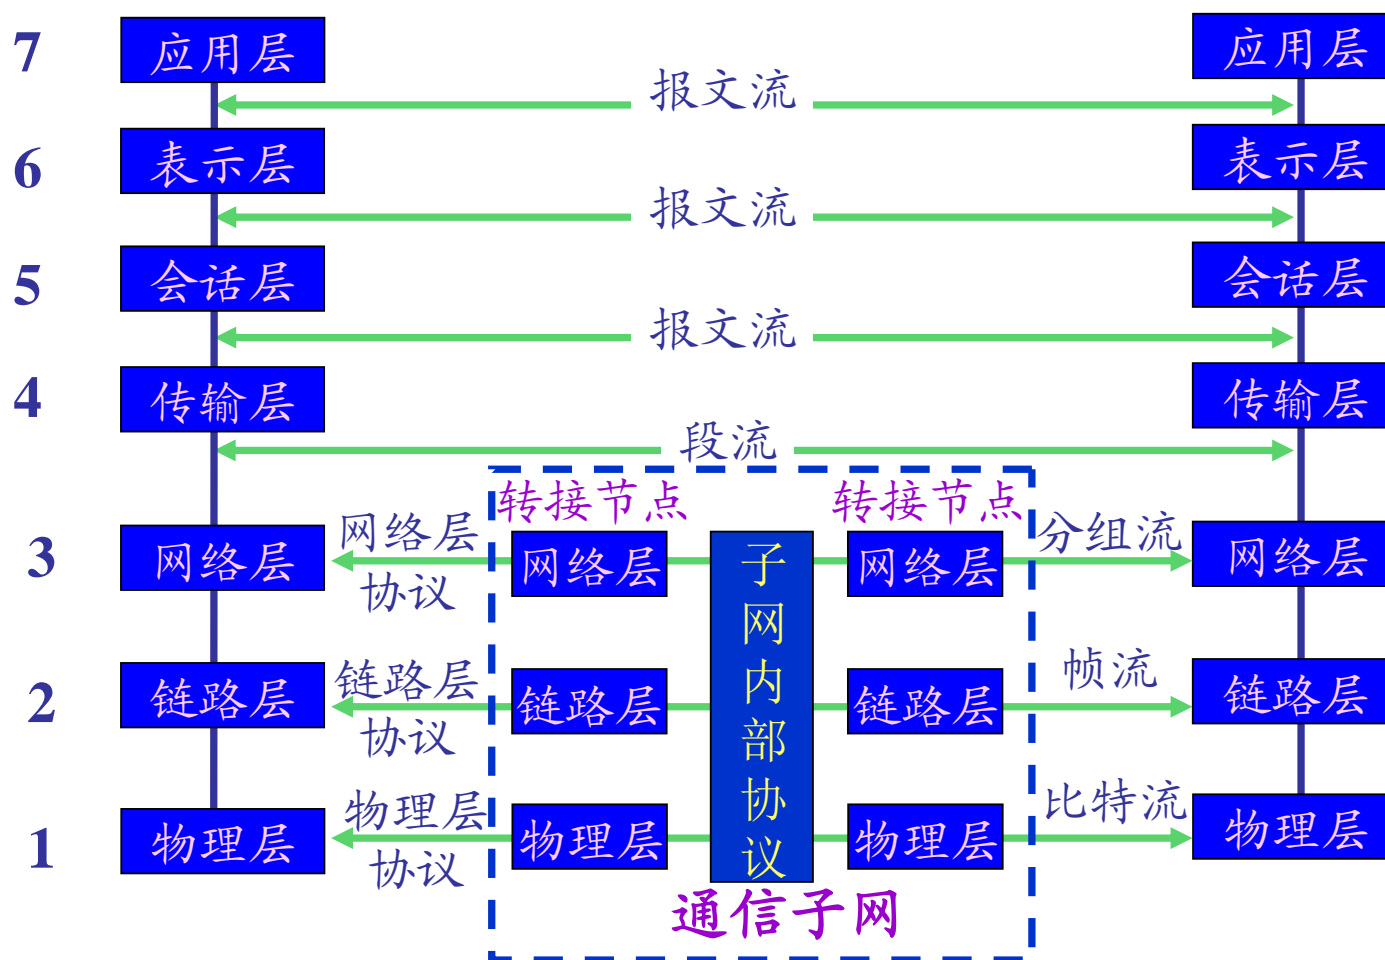 7 应用层 应用层
报文流
6 表示层 表示层
报文流
5 会话层 会话层
报文流
4 传输层 传输层
段流
转接节点 转接节点
3 网络层 网络层 网络层 子网内部协议 网络层 分组流 网络层
协议
2 链路层 链路层 链路层 链路层 帧流 链路层
协议
1 物理层 物理层 物理层 物理层 比特流 物理层
协议
通信子网